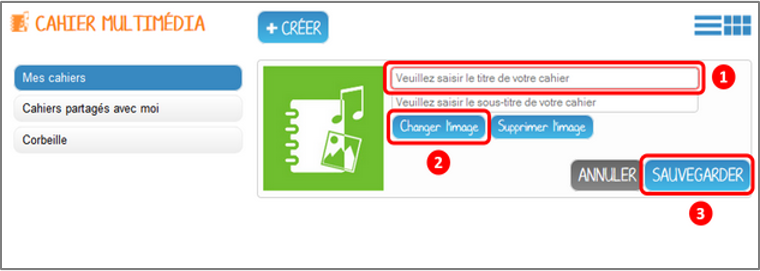 CAHIER MULTIMÉDIA
+ CRÉER
Mes cahiers
Cahiers partagés avec moi
Corbeille
Veuillez saisir le titre de votre cahier
1
Veuillez saisir le sous-titre de votre cahier
Changer l'image
Supprimer l'image
2
ANNULER
SAUVEGARDER
3